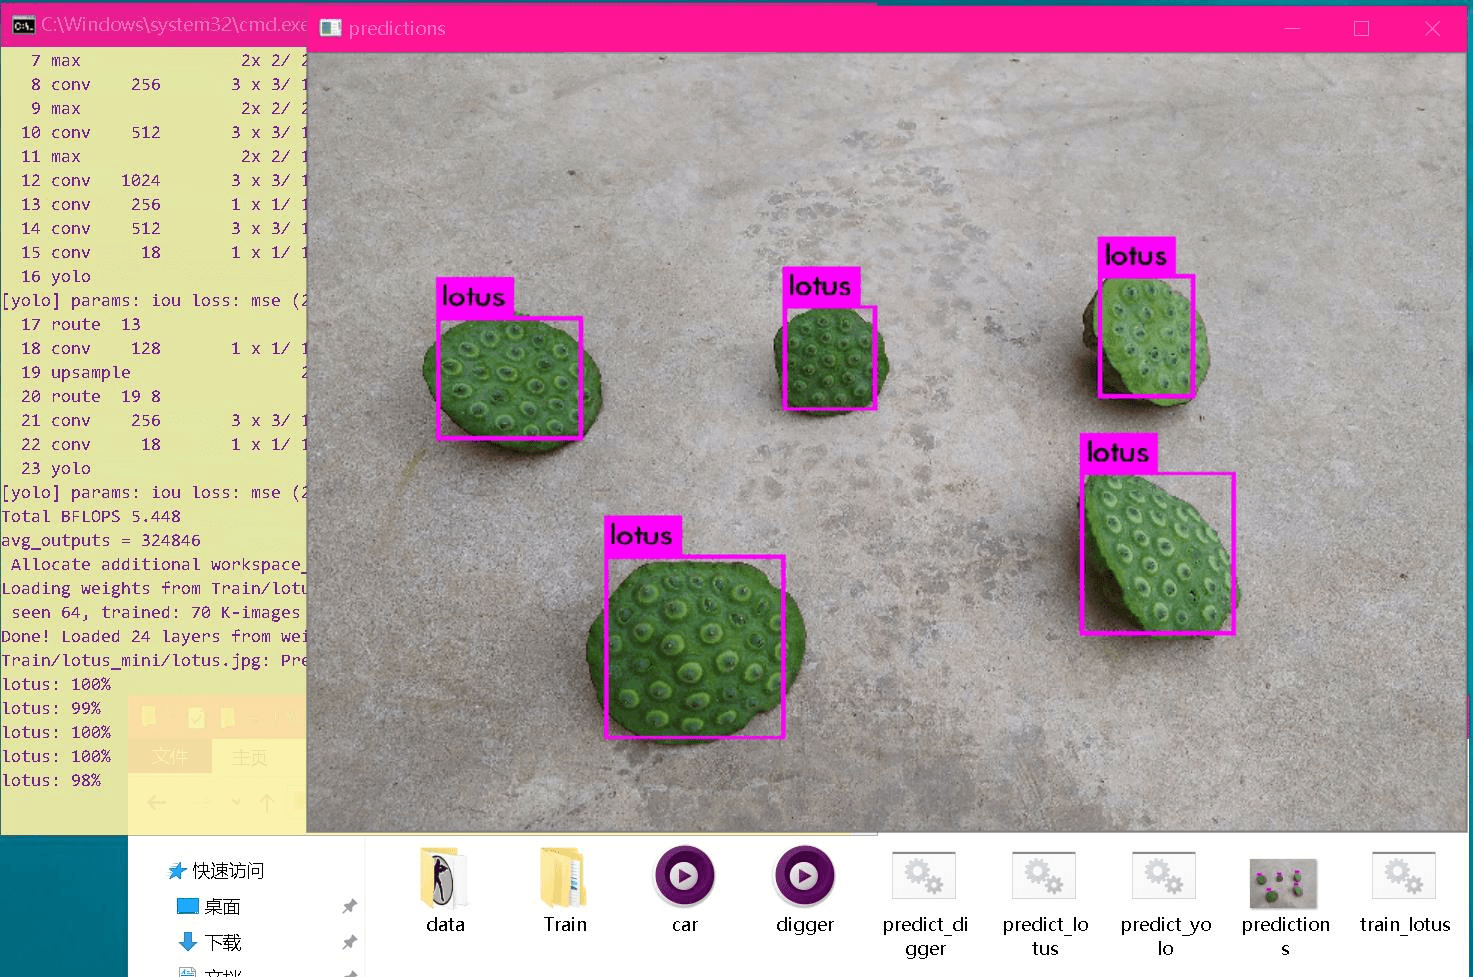 C:\Windows\system32\cmd.exe
predictions
7 max 2x 2/ 2
8 conv 256 3 x 3/ 1
9 max 2x 2/ 2
10 conv 512 3 x 3/ 1
11 max 2x 2/ 1
12 conv 1024 3 x 3/ 1
13 conv 256 1 x 1/ 1
14 conv 512 3 x 3/ 1
15 conv 18 1 x 1/ 1
16 yolo
[yolo] params: iou loss: mse (2
17 route 13
18 conv 128 1 x 1/ 1
19 upsample 2
20 route 19 8
21 conv 256 3 x 3/ 1
22 conv 18 1 x 1/ 1
23 yolo
[yolo] params: iou loss: mse (2
Total BFLOPS 5.448
avg_outputs = 324846
Allocate additional workspace_
Loading weights from Train/lotu
seen 64, trained: 70 K-images
Done! Loaded 24 layers from wei
Train/lotus_mini/lotus.jpg: Pre
lotus: 100%
lotus: 99%
lotus: 100%
lotus: 100%
lotus: 98%
lotus
lotus
lotus
lotus
lotus
文件
主页
快速访问
桌面
下载
文档
data
Train
car
digger
predict_di
gger
predict_lo
tus
predict_yo
lo
prediction
s
train_lotus